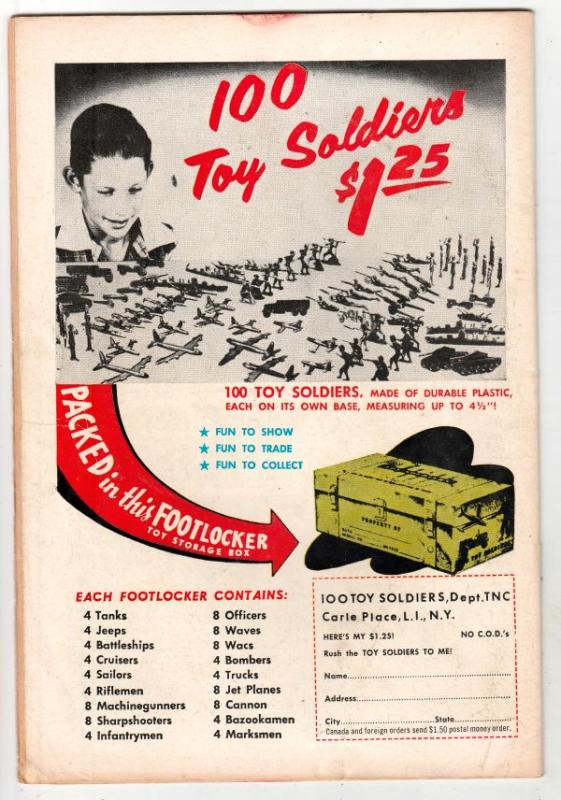 100
Toy Soldiers
$1.25
100 TOY SOLDIERS, MADE OF DURABLE PLASTIC,
EACH ON ITS OWN BASE, MEASURING UP TO 4½"!
★ FUN TO SHOW
★ FUN TO TRADE
★ FUN TO COLLECT
PACKED in this FOOTLOCKER
TOY STORAGE BOX
PROPERTY OF
TOY SOLDIERS
EACH FOOTLOCKER CONTAINS:
4 Tanks
4 Jeeps
4 Battleships
4 Cruisers
4 Sailors
4 Riflemen
8 Machinegunners
8 Sharpshooters
4 Infantrymen
8 Officers
8 Waves
8 Wacs
4 Bombers
4 Trucks
8 Jet Planes
8 Cannon
4 Bazookamen
4 Marksmen
100 TOY SOLDIERS, Dept. TNC
Carle Place, L.I., N.Y.
HERE'S MY $1.25! NO C.O.D.'s
Rush the TOY SOLDIERS TO ME!
Name
Address
City State
Canada and foreign orders send $1.50 postal money order.